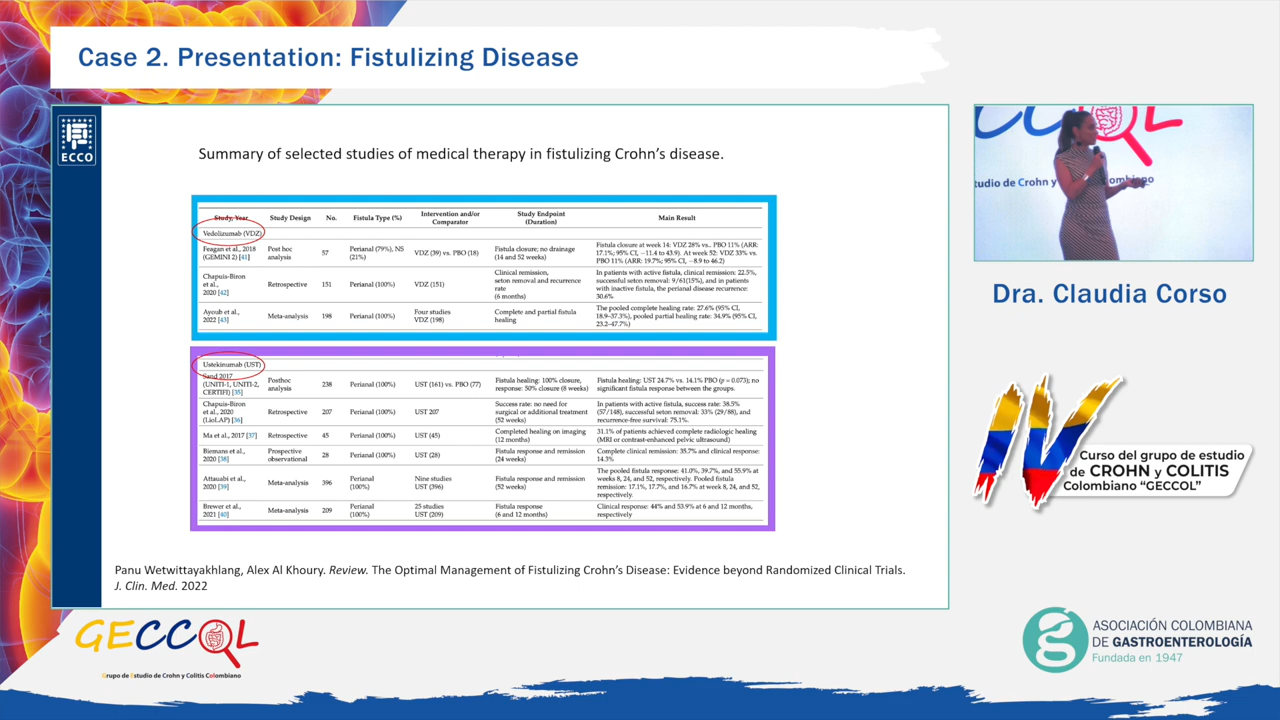 Case 2. Presentation: Fistulizing Disease
ECCO
Summary of selected studies of medical therapy in fistulizing Crohn's disease.
Study, Year
Study Design
No.
Fistula Type (%)
Intervention and/or
Comparator
Study Endpoint
(Duration)
Main Result
Vedolizumab (VDZ)
Feagan et al., 2018
(GEMINI 2) [41]
Post hoc
analysis
57
Perianal (79%), NS
(21%)
VDZ (39) vs. PBO (18)
Fistula closure; no drainage
(14 and 52 weeks)
Fistula closure at week 14: VDZ 28% vs.. PBO 11% (ARR:
17.1%; 95% CI, −11.4 to 43.9). At week 52: VDZ 33% vs.
PBO 11% (ARR: 19.7%; 95% CI, −8.9 to 46.2)
Chapuis-Biron
et al.,
2020 [42]
Retrospective
151
Perianal (100%)
VDZ (151)
Clinical remission,
seton removal and recurrence
rate
(6 months)
In patients with active fistula, clinical remission: 22.5%,
successful seton removal: 9/61(15%), and in patients
with inactive fistula, the perianal disease recurrence:
30.6%
Ayoub et al.,
2022 [43]
Meta-analysis
198
Perianal (100%)
Four studies
VDZ (198)
Complete and partial fistula
healing
The pooled complete healing rate: 27.6% (95% CI,
18.9–37.3%), pooled partial healing rate: 34.9% (95% CI,
23.2–47.7%)
Ustekinumab (UST)
Sand 2017
(UNITI-1, UNITI-2,
CERTIFI) [35]
Posthoc
analysis
238
Perianal (100%)
UST (161) vs. PBO (77)
Fistula healing: 100% closure,
response: 50% closure (8 weeks)
Fistula healing: UST 24.7% vs. 14.1% PBO (p = 0.073); no
significant fistula response between the groups.
Chapuis-Biron
et al., 2020
(LioLAP) [36]
Retrospective
207
Perianal (100%)
UST 207
Success rate: no need for
surgical or additional treatment
(52 weeks)
In patients with active fistula, success rate: 38.5%
(57/148), successful seton removal: 33% (29/88), and
recurrence-free survival: 75.1%.
Ma et al., 2017 [37]
Retrospective
45
Perianal (100%)
UST (45)
Completed healing on imaging
(12 months)
31.1% of patients achieved complete radiologic healing
(MRI or contrast-enhanced pelvic ultrasound)
Biemans et al.,
2020 [38]
Prospective
observational
28
Perianal (100%)
UST (28)
Fistula response and remission
(24 weeks)
Complete clinical remission: 35.7% and clinical response:
14.3%
Attauabi et al.,
2020 [39]
Meta-analysis
396
Perianal
(100%)
Nine studies
UST (396)
Fistula response and remission
(52 weeks)
The pooled fistula response: 41.0%, 39.7%, and 55.9% at
weeks 8, 24, and 52, respectively. Pooled fistula
remission: 17.1%, 17.7%, and 16.7% at week 8, 24, and 52,
respectively.
Brewer et al.,
2021 [40]
Meta-analysis
209
Perianal
(100%)
25 studies
UST (209)
Fistula response
(6 and 12 months)
Clinical response: 44% and 53.9% at 6 and 12 months,
respectively
Panu Wetwittayakhlang, Alex Al Khoury. Review. The Optimal Management of Fistulizing Crohn's Disease: Evidence beyond Randomized Clinical Trials.
J. Clin. Med. 2022
tudio de Crohn y
ombiano
Dra. Claudia Corso
IV
Curso del grupo de estudio
de CROHN y COLITIS
Colombiano "GECCOL"
GECCOL
Grupo de Estudio de Crohn y Colitis Colombiano
ASOCIACIÓN COLOMBIANA
DE GASTROENTEROLOGÍA
Fundada en 1947